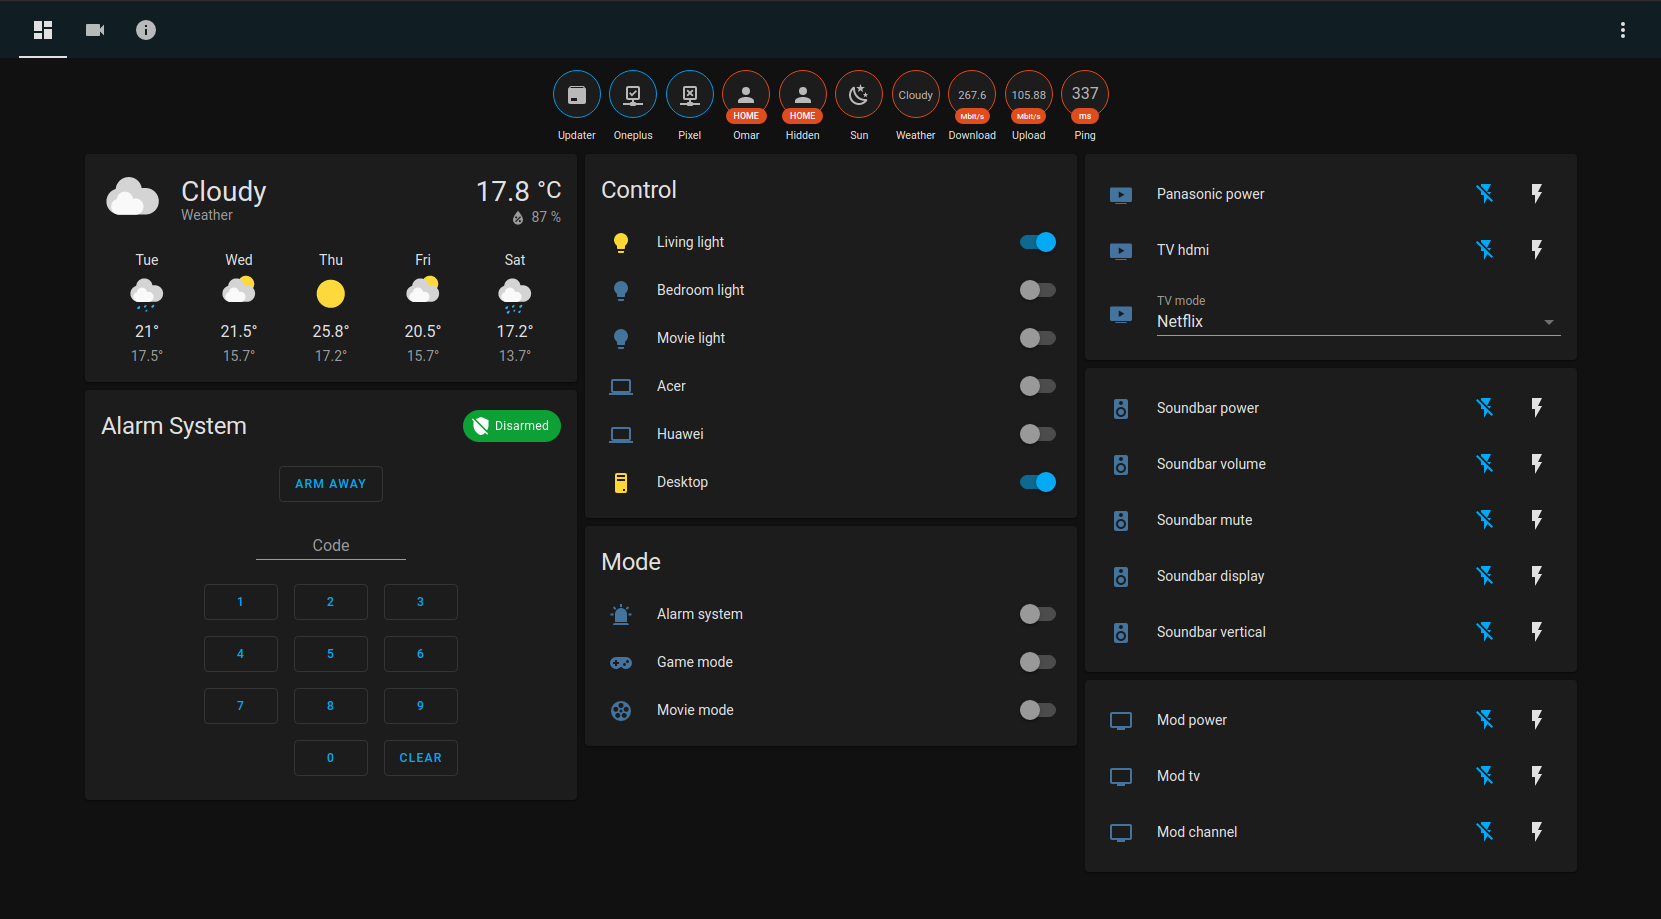 HOME
HOME
Cloudy
267.6
Mbit/s
105.88
Mbit/s
337
ms
Updater
Oneplus
Pixel
Omar
Hidden
Sun
Weather
Download
Upload
Ping
Cloudy
Weather
17.8 °C
87 %
Tue Wed Thu Fri Sat
21° 21.5° 25.8° 20.5° 17.2°
17.5° 15.7° 17.2° 15.7° 13.7°
Alarm System
Disarmed
ARM AWAY
Code
1 2 3
4 5 6
7 8 9
0 CLEAR
Control
Living light
Bedroom light
Movie light
Acer
Huawei
Desktop
Mode
Alarm system
Game mode
Movie mode
Panasonic power
TV hdmi
TV mode
Netflix
Soundbar power
Soundbar volume
Soundbar mute
Soundbar display
Soundbar vertical
Mod power
Mod tv
Mod channel